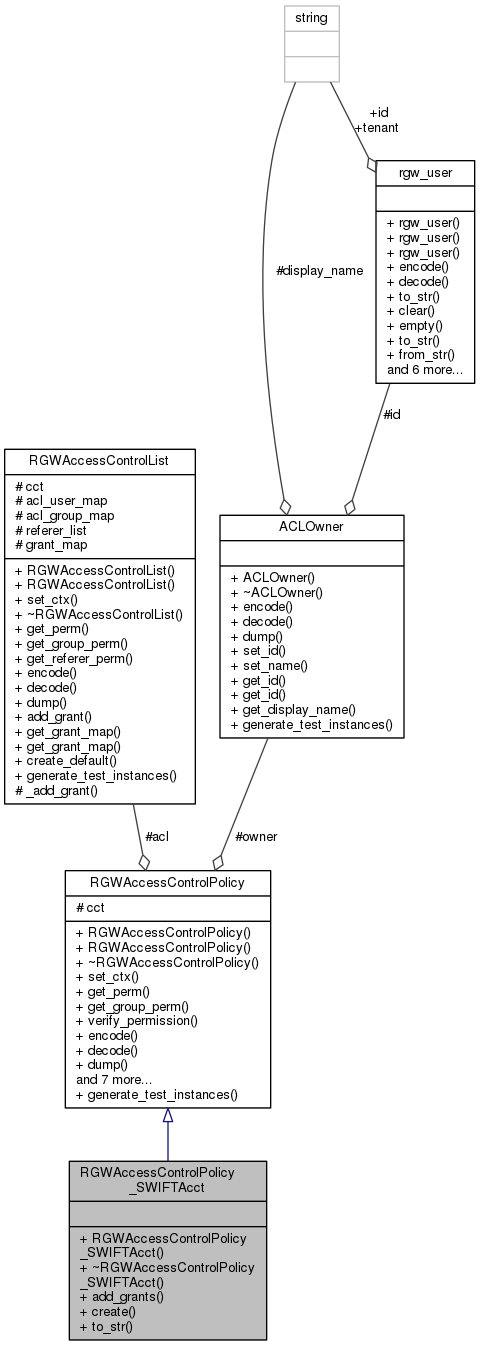 string
+id
+tenant
rgw_user
+ rgw_user()
+ rgw_user()
+ rgw_user()
+ encode()
+ decode()
+ to_str()
+ clear()
+ empty()
+ to_str()
+ from_str()
and 6 more...
#display_name
#id
RGWAccessControlList
# cct
# acl_user_map
# acl_group_map
# referer_list
# grant_map
+ RGWAccessControlList()
+ RGWAccessControlList()
+ set_ctx()
+ ~RGWAccessControlList()
+ get_perm()
+ get_group_perm()
+ get_referer_perm()
+ encode()
+ decode()
+ dump()
+ add_grant()
+ get_grant_map()
+ get_grant_map()
+ create_default()
+ generate_test_instances()
# _add_grant()
ACLOwner
+ ACLOwner()
+ ~ACLOwner()
+ encode()
+ decode()
+ dump()
+ set_id()
+ set_name()
+ get_id()
+ get_id()
+ get_display_name()
+ generate_test_instances()
#acl
#owner
RGWAccessControlPolicy
# cct
+ RGWAccessControlPolicy()
+ RGWAccessControlPolicy()
+ ~RGWAccessControlPolicy()
+ set_ctx()
+ get_perm()
+ get_group_perm()
+ verify_permission()
+ encode()
+ decode()
+ dump()
and 7 more...
+ generate_test_instances()
RGWAccessControlPolicy
_SWIFTAcct
+ RGWAccessControlPolicy
_SWIFTAcct()
+ ~RGWAccessControlPolicy
_SWIFTAcct()
+ add_grants()
+ create()
+ to_str()